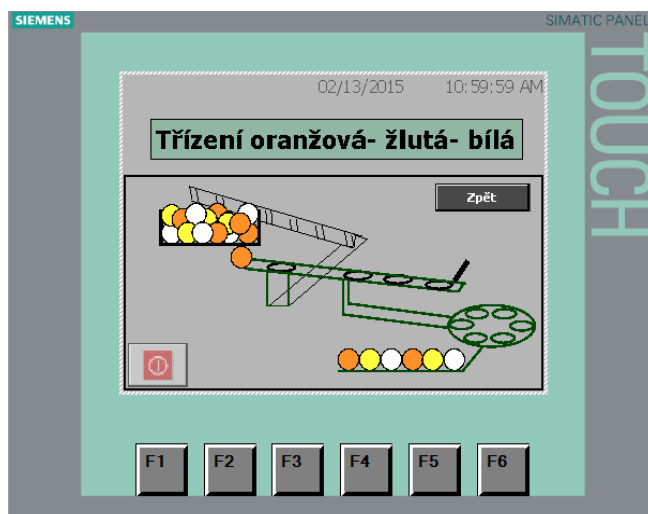 SIEMENS
SIMATIC PANEL
TOUCH
02/13/2015 10:59:59 AM
Třízení oranžová- žlutá- bílá
Zpět
F1 F2 F3 F4 F5 F6